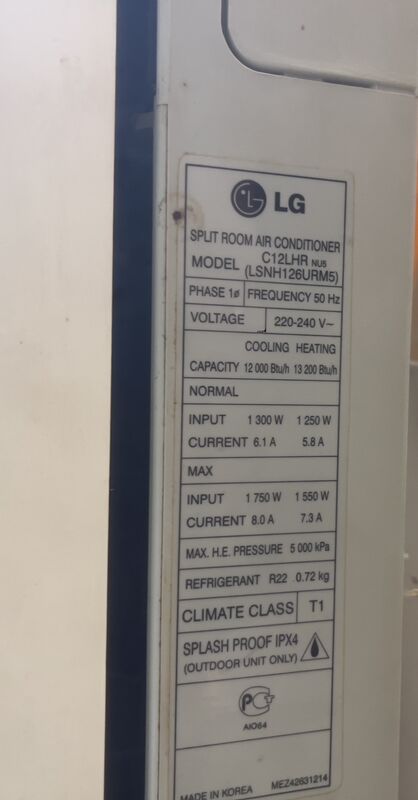 LG
SPLIT ROOM AIR CONDITIONER
MODEL C12LHR NU5
(LSNH126URM5)
PHASE 1ø FREQUENCY 50 Hz
VOLTAGE 220-240 V~
COOLING HEATING
CAPACITY 12 000 Btu/h 13 200 Btu/h
NORMAL
INPUT 1 300 W 1 250 W
CURRENT 6.1 A 5.8 A
MAX
INPUT 1 750 W 1 550 W
CURRENT 8.0 A 7.3 A
MAX. H.E. PRESSURE 5 000 kPa
REFRIGERANT R22 0.72 kg
CLIMATE CLASS T1
SPLASH PROOF IPX4
(OUTDOOR UNIT ONLY)
АЮ64
MADE IN KOREA MEZ42631214